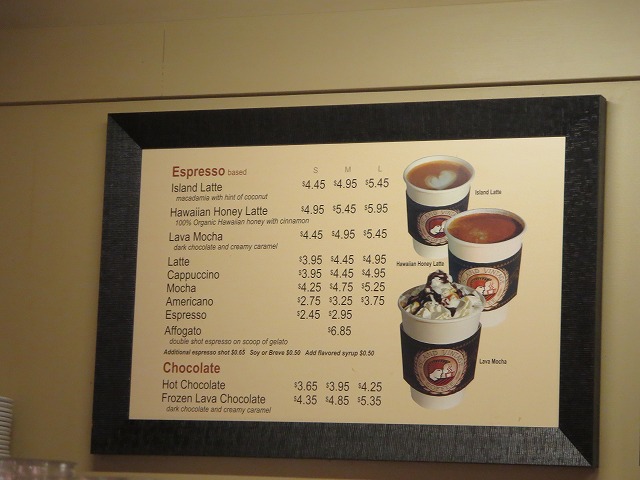 Espresso based S M L
Island Latte $4.45 $4.95 $5.45
macadamia with hint of coconut
Hawaiian Honey Latte $4.95 $5.45 $5.95
100% Organic Hawaiian honey with cinnamon
Lava Mocha $4.45 $4.95 $5.45
dark chocolate and creamy caramel
Latte $3.95 $4.45 $4.95
Cappuccino $3.95 $4.45 $4.95
Mocha $4.25 $4.75 $5.25
Americano $2.75 $3.25 $3.75
Espresso $2.45 $2.95
Affogato $6.85
double shot espresso on scoop of gelato
Additional espresso shot $0.65 Soy or Breve $0.50 Add flavored syrup $0.50
Chocolate
Hot Chocolate $3.65 $3.95 $4.25
Frozen Lava Chocolate $4.35 $4.85 $5.35
dark chocolate and creamy caramel
Island Latte
Hawaiian Honey Latte
Lava Mocha